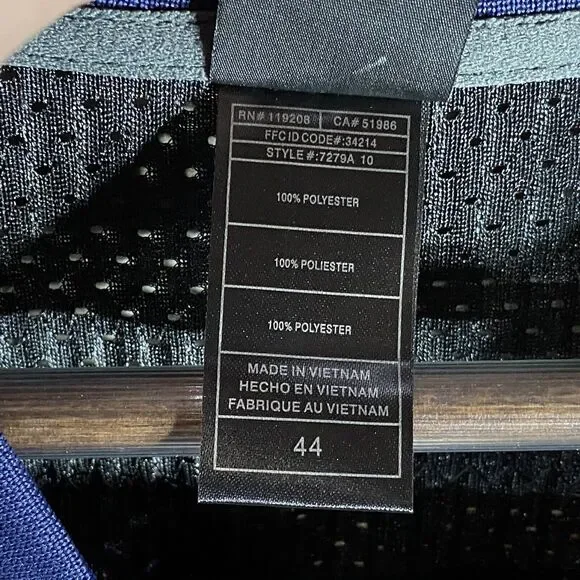 RN# 119208 CA# 51986
FFC ID CODE#:34214
STYLE #:7279A 10
100% POLYESTER
100% POLIESTER
100% POLYESTER
MADE IN VIETNAM
HECHO EN VIETNAM
FABRIQUE AU VIETNAM
44